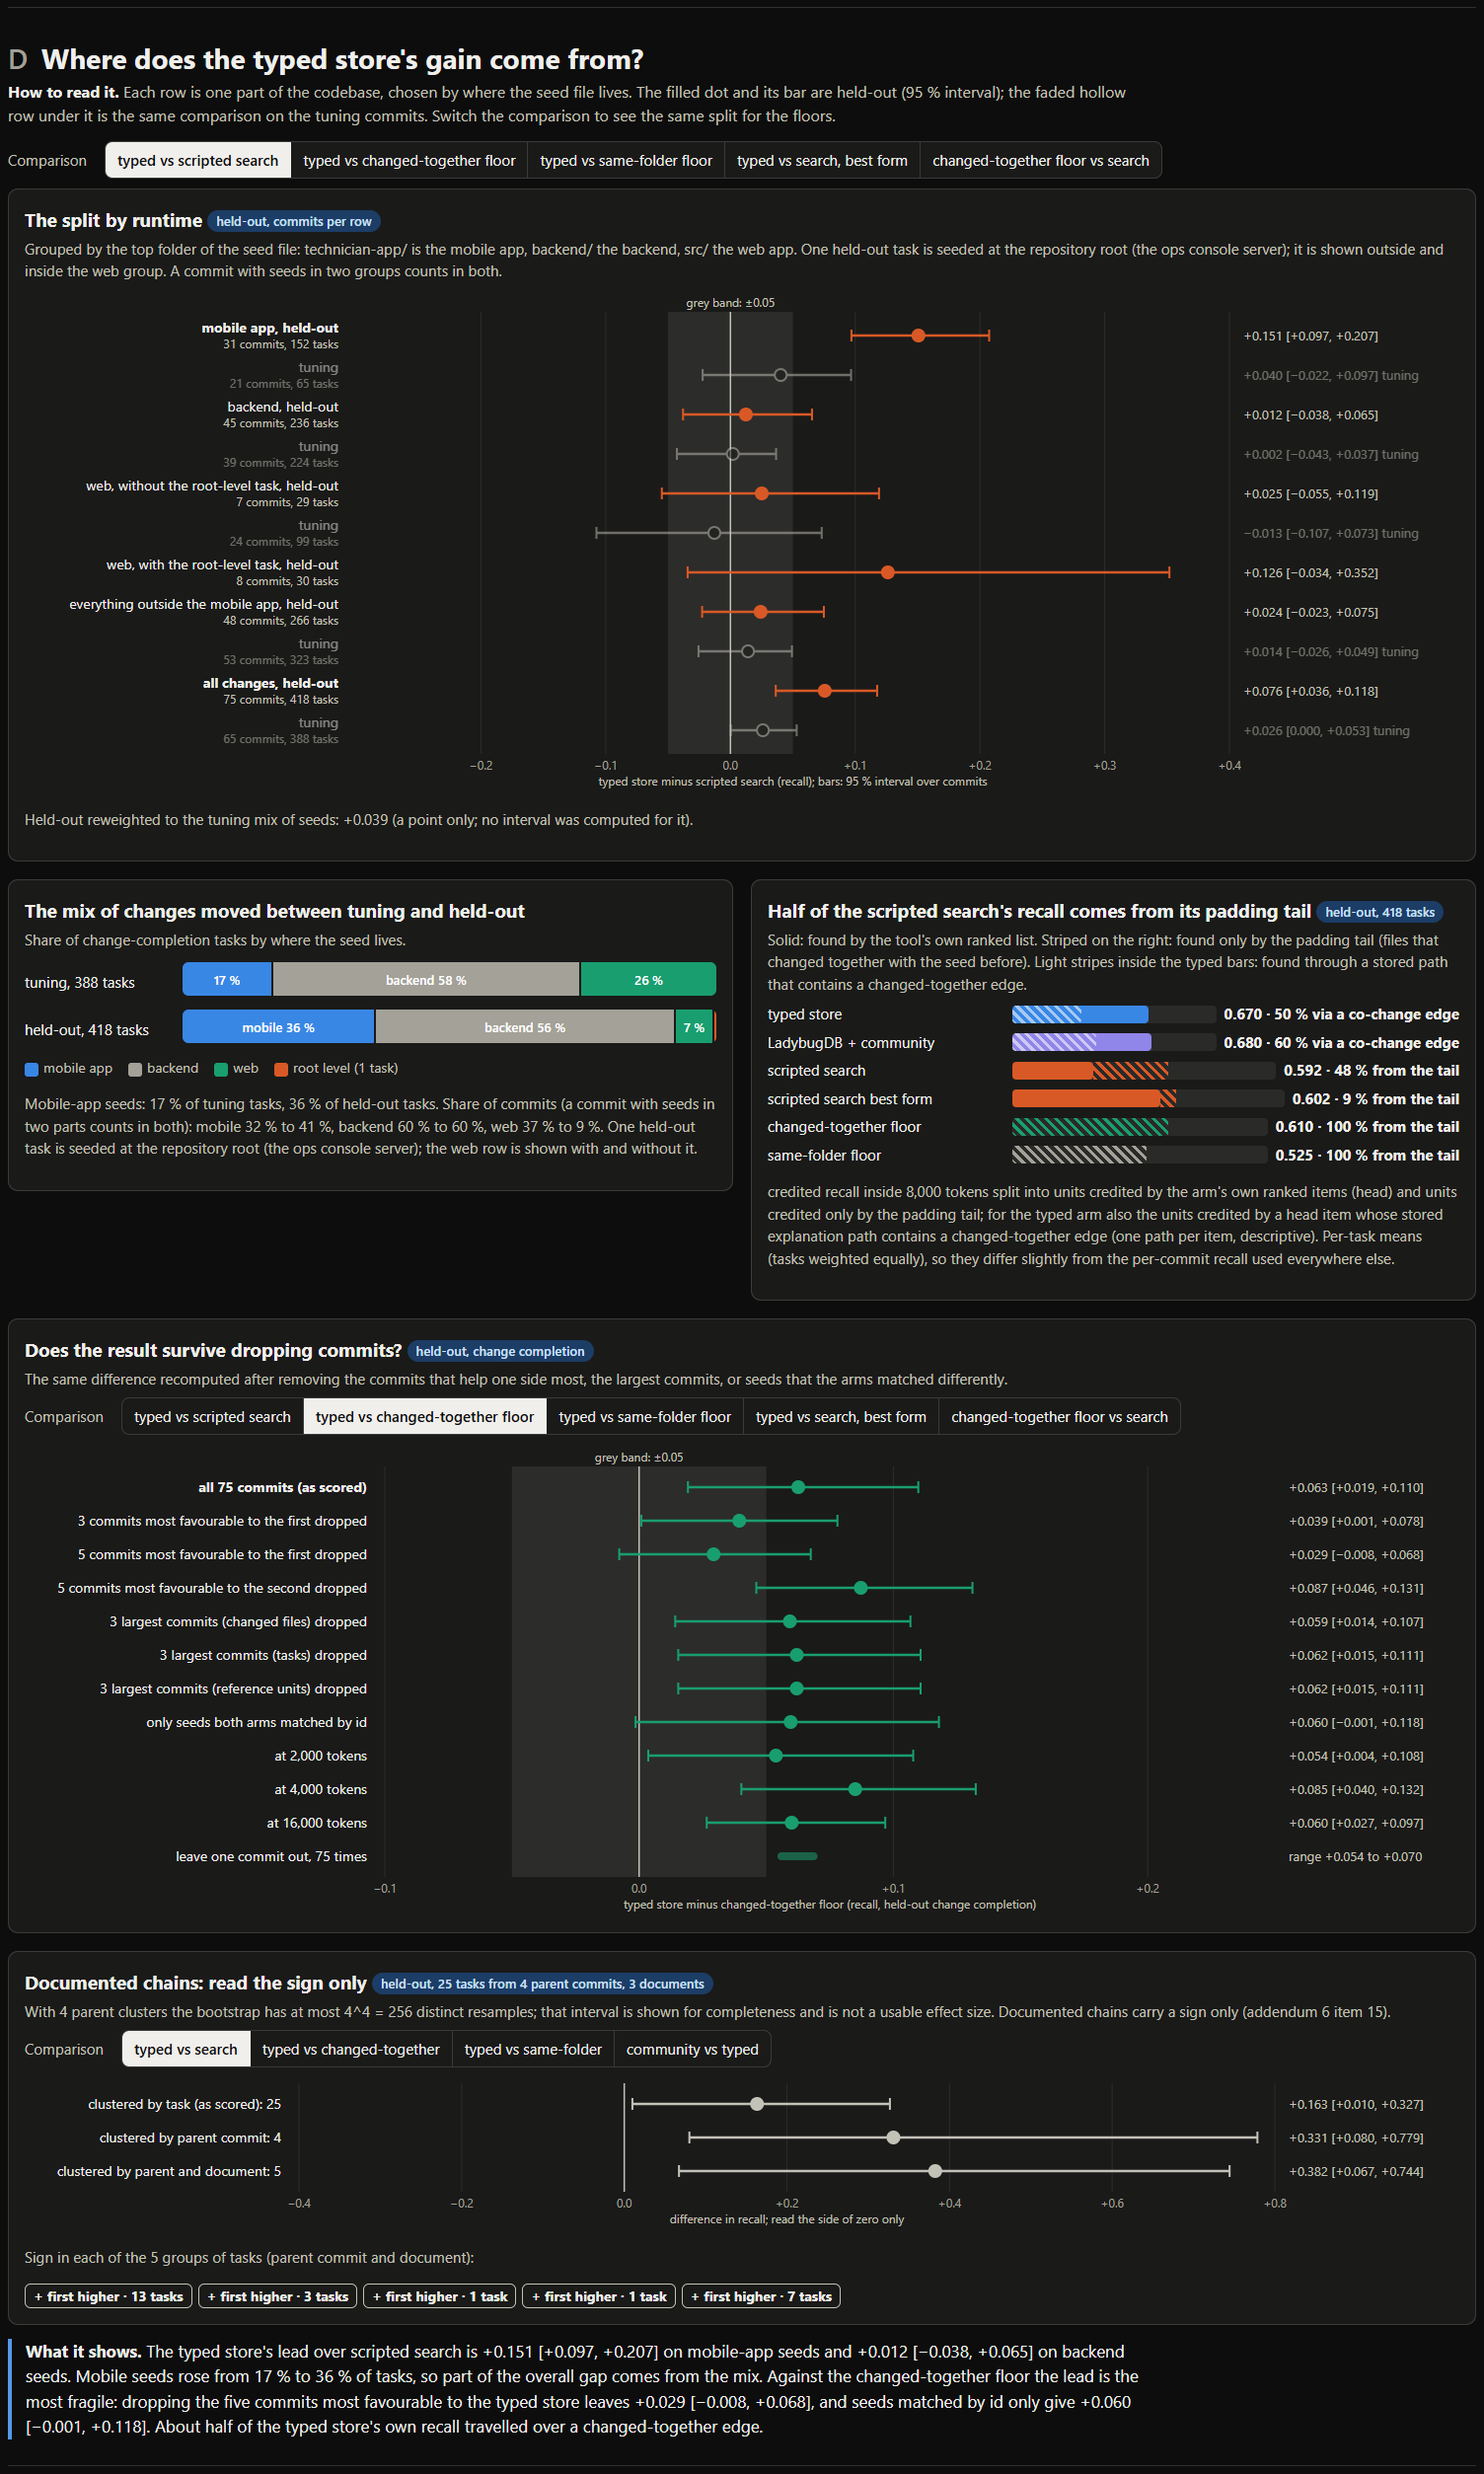 D Where does the typed store's gain come from?
How to read it. Each row is one part of the codebase, chosen by where the seed file lives. The filled dot and its bar are held-out (95 % interval); the faded hollow
row under it is the same comparison on the tuning commits. Switch the comparison to see the same split for the floors.
Comparison typed vs scripted search typed vs changed-together floor typed vs same-folder floor typed vs search, best form changed-together floor vs search
The split by runtime held-out, commits per row
Grouped by the top folder of the seed file: technician-app/ is the mobile app, backend/ the backend, src/ the web app. One held-out task is seeded at the repository root (the ops console server); it is shown outside and
inside the web group. A commit with seeds in two groups counts in both.
grey band: ±0.05
mobile app, held-out
31 commits, 152 tasks
+0.151 [+0.097, +0.207]
tuning
21 commits, 65 tasks
+0.040 [−0.022, +0.097] tuning
backend, held-out
45 commits, 236 tasks
+0.012 [−0.038, +0.065]
tuning
39 commits, 224 tasks
+0.002 [−0.043, +0.037] tuning
web, without the root-level task, held-out
7 commits, 29 tasks
+0.025 [−0.055, +0.119]
tuning
24 commits, 99 tasks
−0.013 [−0.107, +0.073] tuning
web, with the root-level task, held-out
8 commits, 30 tasks
+0.126 [−0.034, +0.352]
everything outside the mobile app, held-out
48 commits, 266 tasks
+0.024 [−0.023, +0.075]
tuning
53 commits, 323 tasks
+0.014 [−0.026, +0.049] tuning
all changes, held-out
75 commits, 418 tasks
+0.076 [+0.036, +0.118]
tuning
65 commits, 388 tasks
+0.026 [0.000, +0.053] tuning
−0.2 −0.1 0.0 +0.1 +0.2 +0.3 +0.4
typed store minus scripted search (recall); bars: 95 % interval over commits
Held-out reweighted to the tuning mix of seeds: +0.039 (a point only; no interval was computed for it).
The mix of changes moved between tuning and held-out
Share of change-completion tasks by where the seed lives.
tuning, 388 tasks 17 % backend 58 % 26 %
held-out, 418 tasks mobile 36 % backend 56 % 7 %
mobile app backend web root level (1 task)
Mobile-app seeds: 17 % of tuning tasks, 36 % of held-out tasks. Share of commits (a commit with seeds in
two parts counts in both): mobile 32 % to 41 %, backend 60 % to 60 %, web 37 % to 9 %. One held-out
task is seeded at the repository root (the ops console server); the web row is shown with and without it.
Half of the scripted search's recall comes from its padding tail held-out, 418 tasks
Solid: found by the tool's own ranked list. Striped on the right: found only by the padding tail (files that
changed together with the seed before). Light stripes inside the typed bars: found through a stored path
that contains a changed-together edge.
typed store 0.670 · 50 % via a co-change edge
LadybugDB + community 0.680 · 60 % via a co-change edge
scripted search 0.592 · 48 % from the tail
scripted search best form 0.602 · 9 % from the tail
changed-together floor 0.610 · 100 % from the tail
same-folder floor 0.525 · 100 % from the tail
credited recall inside 8,000 tokens split into units credited by the arm's own ranked items (head) and units
credited only by the padding tail; for the typed arm also the units credited by a head item whose stored
explanation path contains a changed-together edge (one path per item, descriptive). Per-task means
(tasks weighted equally), so they differ slightly from the per-commit recall used everywhere else.
Does the result survive dropping commits? held-out, change completion
The same difference recomputed after removing the commits that help one side most, the largest commits, or seeds that the arms matched differently.
Comparison typed vs scripted search typed vs changed-together floor typed vs same-folder floor typed vs search, best form changed-together floor vs search
grey band: ±0.05
all 75 commits (as scored) +0.063 [+0.019, +0.110]
3 commits most favourable to the first dropped +0.039 [+0.001, +0.078]
5 commits most favourable to the first dropped +0.029 [−0.008, +0.068]
5 commits most favourable to the second dropped +0.087 [+0.046, +0.131]
3 largest commits (changed files) dropped +0.059 [+0.014, +0.107]
3 largest commits (tasks) dropped +0.062 [+0.015, +0.111]
3 largest commits (reference units) dropped +0.062 [+0.015, +0.111]
only seeds both arms matched by id +0.060 [−0.001, +0.118]
at 2,000 tokens +0.054 [+0.004, +0.108]
at 4,000 tokens +0.085 [+0.040, +0.132]
at 16,000 tokens +0.060 [+0.027, +0.097]
leave one commit out, 75 times range +0.054 to +0.070
−0.1 0.0 +0.1 +0.2
typed store minus changed-together floor (recall, held-out change completion)
Documented chains: read the sign only held-out, 25 tasks from 4 parent commits, 3 documents
With 4 parent clusters the bootstrap has at most 4^4 = 256 distinct resamples; that interval is shown for completeness and is not a usable effect size. Documented chains carry a sign only (addendum 6 item 15).
Comparison typed vs search typed vs changed-together typed vs same-folder community vs typed
clustered by task (as scored): 25 +0.163 [+0.010, +0.327]
clustered by parent commit: 4 +0.331 [+0.080, +0.779]
clustered by parent and document: 5 +0.382 [+0.067, +0.744]
−0.4 −0.2 0.0 +0.2 +0.4 +0.6 +0.8
difference in recall; read the side of zero only
Sign in each of the 5 groups of tasks (parent commit and document):
+ first higher · 13 tasks + first higher · 3 tasks + first higher · 1 task + first higher · 1 task + first higher · 7 tasks
What it shows. The typed store's lead over scripted search is +0.151 [+0.097, +0.207] on mobile-app seeds and +0.012 [−0.038, +0.065] on backend
seeds. Mobile seeds rose from 17 % to 36 % of tasks, so part of the overall gap comes from the mix. Against the changed-together floor the lead is the
most fragile: dropping the five commits most favourable to the typed store leaves +0.029 [−0.008, +0.068], and seeds matched by id only give +0.060
[−0.001, +0.118]. About half of the typed store's own recall travelled over a changed-together edge.